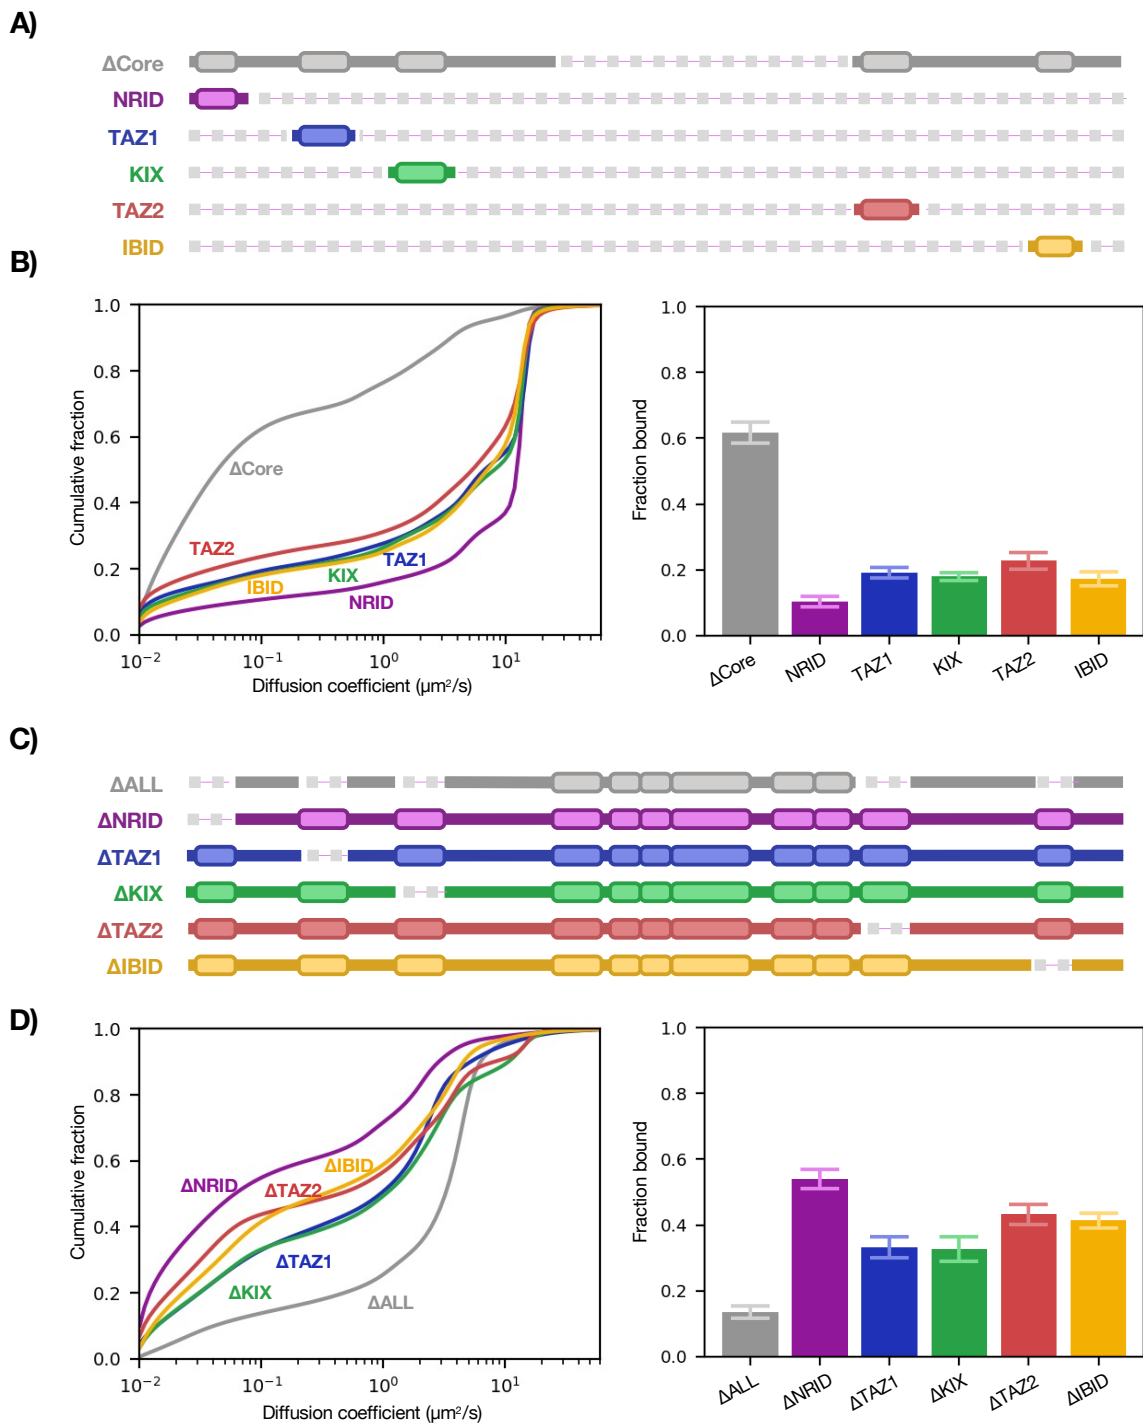 A)
ΔCore
NRID
TAZ1
KIX
TAZ2
IBID
B)
Cumulative fraction
1.0
0.8
0.6
0.4
0.2
0.0
ΔCore
TAZ2
IBID
KIX
TAZ1
NRID
10⁻² 10⁻¹ 10⁰ 10¹
Diffusion coefficient (µm²/s)
Fraction bound
1.0
0.8
0.6
0.4
0.2
0.0
ΔCore NRID TAZ1 KIX TAZ2 IBID
C)
ΔALL
ΔNRID
ΔTAZ1
ΔKIX
ΔTAZ2
ΔIBID
D)
Cumulative fraction
1.0
0.8
0.6
0.4
0.2
0.0
ΔNRID
ΔIBID
ΔTAZ2
ΔTAZ1
ΔKIX
ΔALL
10⁻² 10⁻¹ 10⁰ 10¹
Diffusion coefficient (µm²/s)
Fraction bound
1.0
0.8
0.6
0.4
0.2
0.0
ΔALL ΔNRID ΔTAZ1 ΔKIX ΔTAZ2 ΔIBID